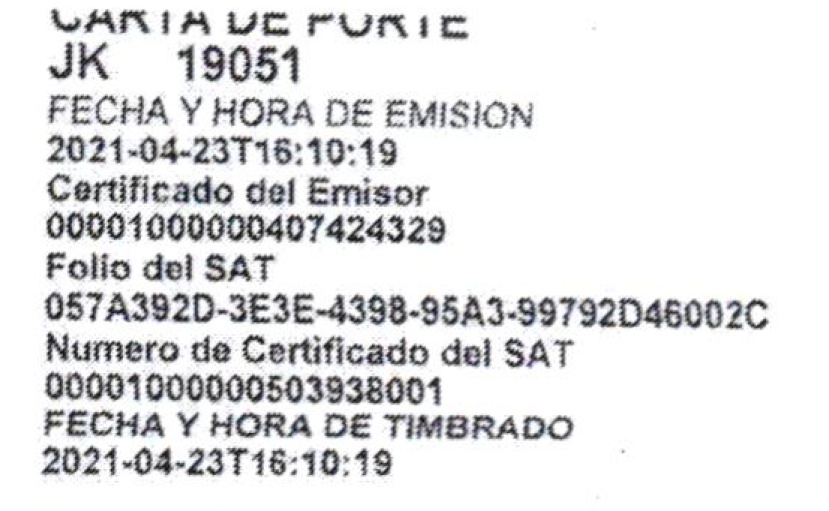 CARTA DE PORTE
JK 19051
FECHA Y HORA DE EMISION
2021-04-23T16:10:19
Certificado del Emisor
00001000000407424329
Folio del SAT
057A392D-3E3E-4398-95A3-99792D46002C
Numero de Certificado del SAT
00001000000503938001
FECHA Y HORA DE TIMBRADO
2021-04-23T16:10:19